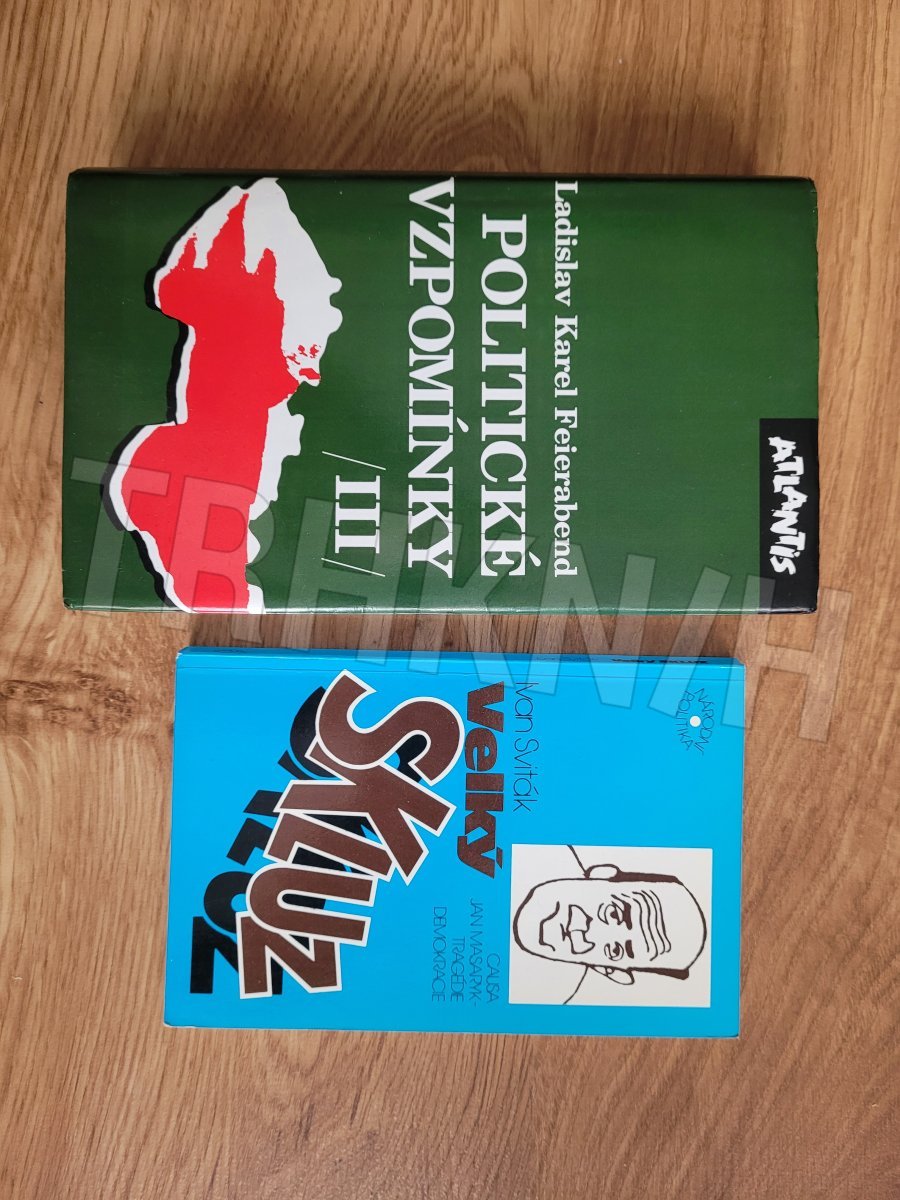 Ladislav Karel Feierabend
POLITICKÉ
VZPOMÍNKY
/III/
ATLANTIS
NÁRODNÍ
POLITIKA
Ivan Sviták
Velký
SKLUZ
SKLUZ
CAUSA
JAN MASARYK-
TRAGÉDIE
DEMOKRACIE
TRHKNIH